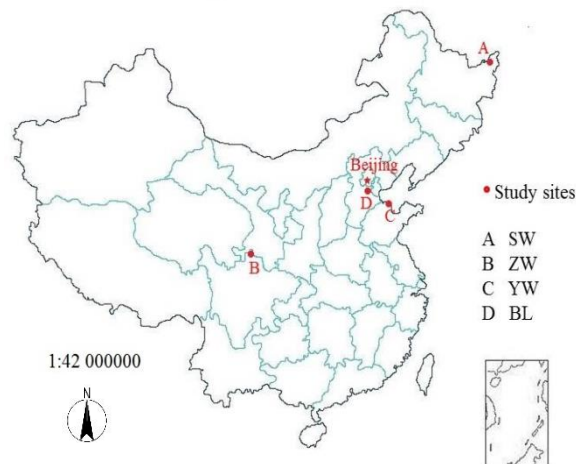 A
Beijing
D
C
B
Study sites
A SW
B ZW
C YW
D BL
1:42 000000
N